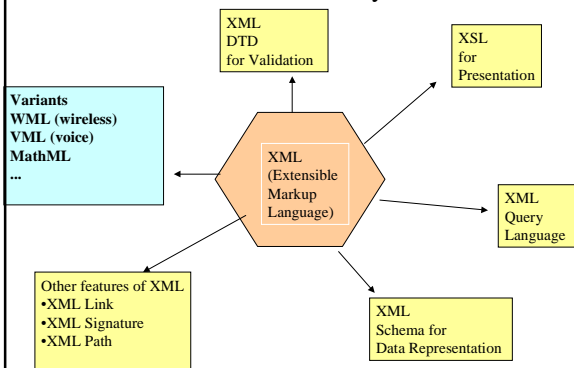 XML
DTD
for Validation
XSL
for
Presentation
Variants
WML (wireless)
VML (voice)
MathML
...
XML
(Extensible
Markup
Language)
XML
Query
Language
Other features of XML
•XML Link
•XML Signature
•XML Path
XML
Schema for
Data Representation